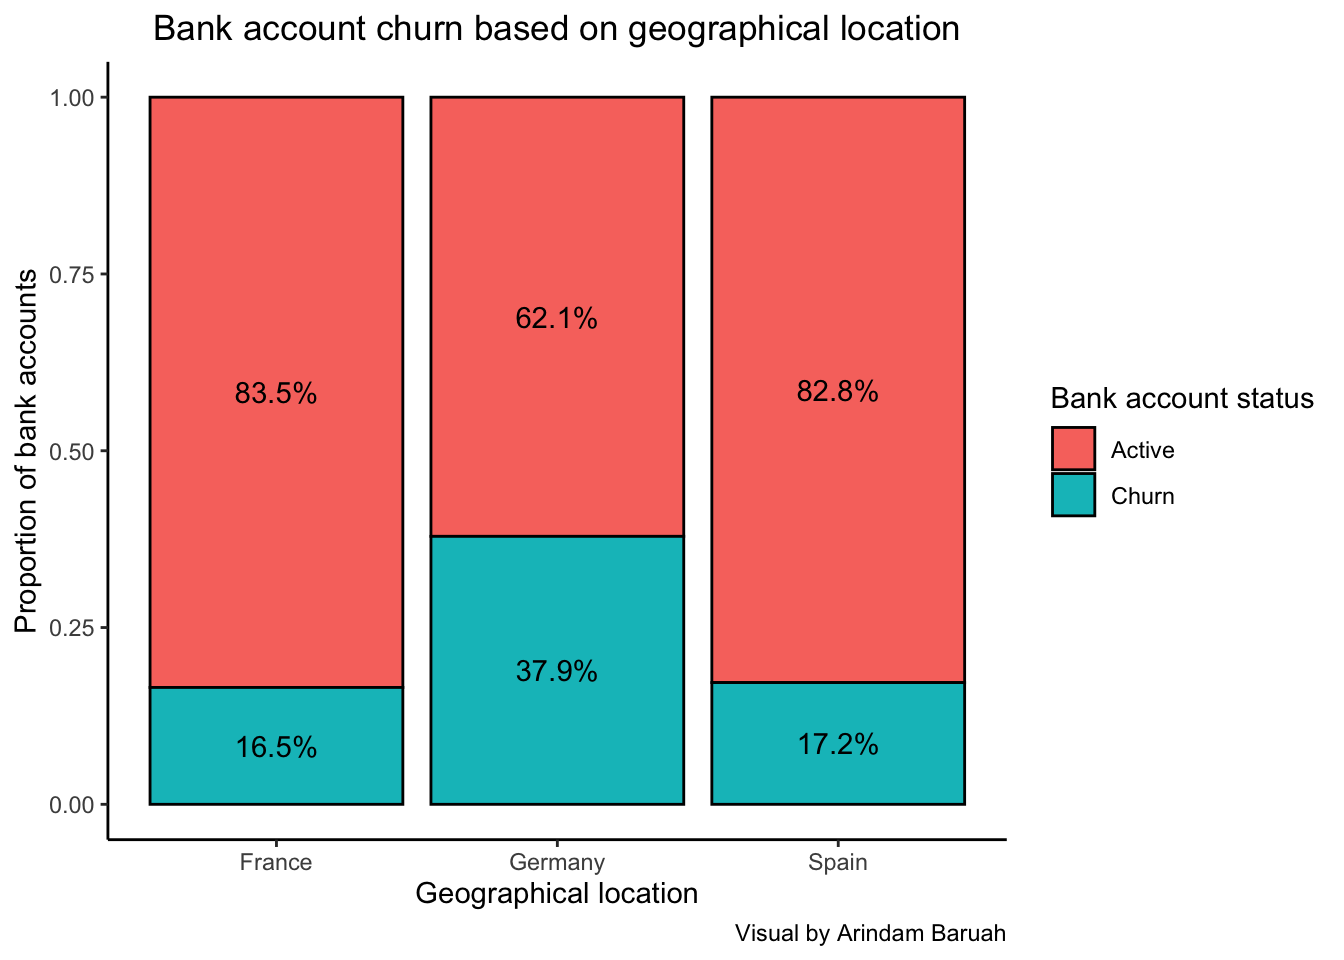 Bank account churn based on geographical location
Proportion of bank accounts
1.00
0.75
0.50
0.25
0.00
83.5%
16.5%
62.1%
37.9%
82.8%
17.2%
France
Germany
Spain
Geographical location
Bank account status
Active
Churn
Visual by Arindam Baruah